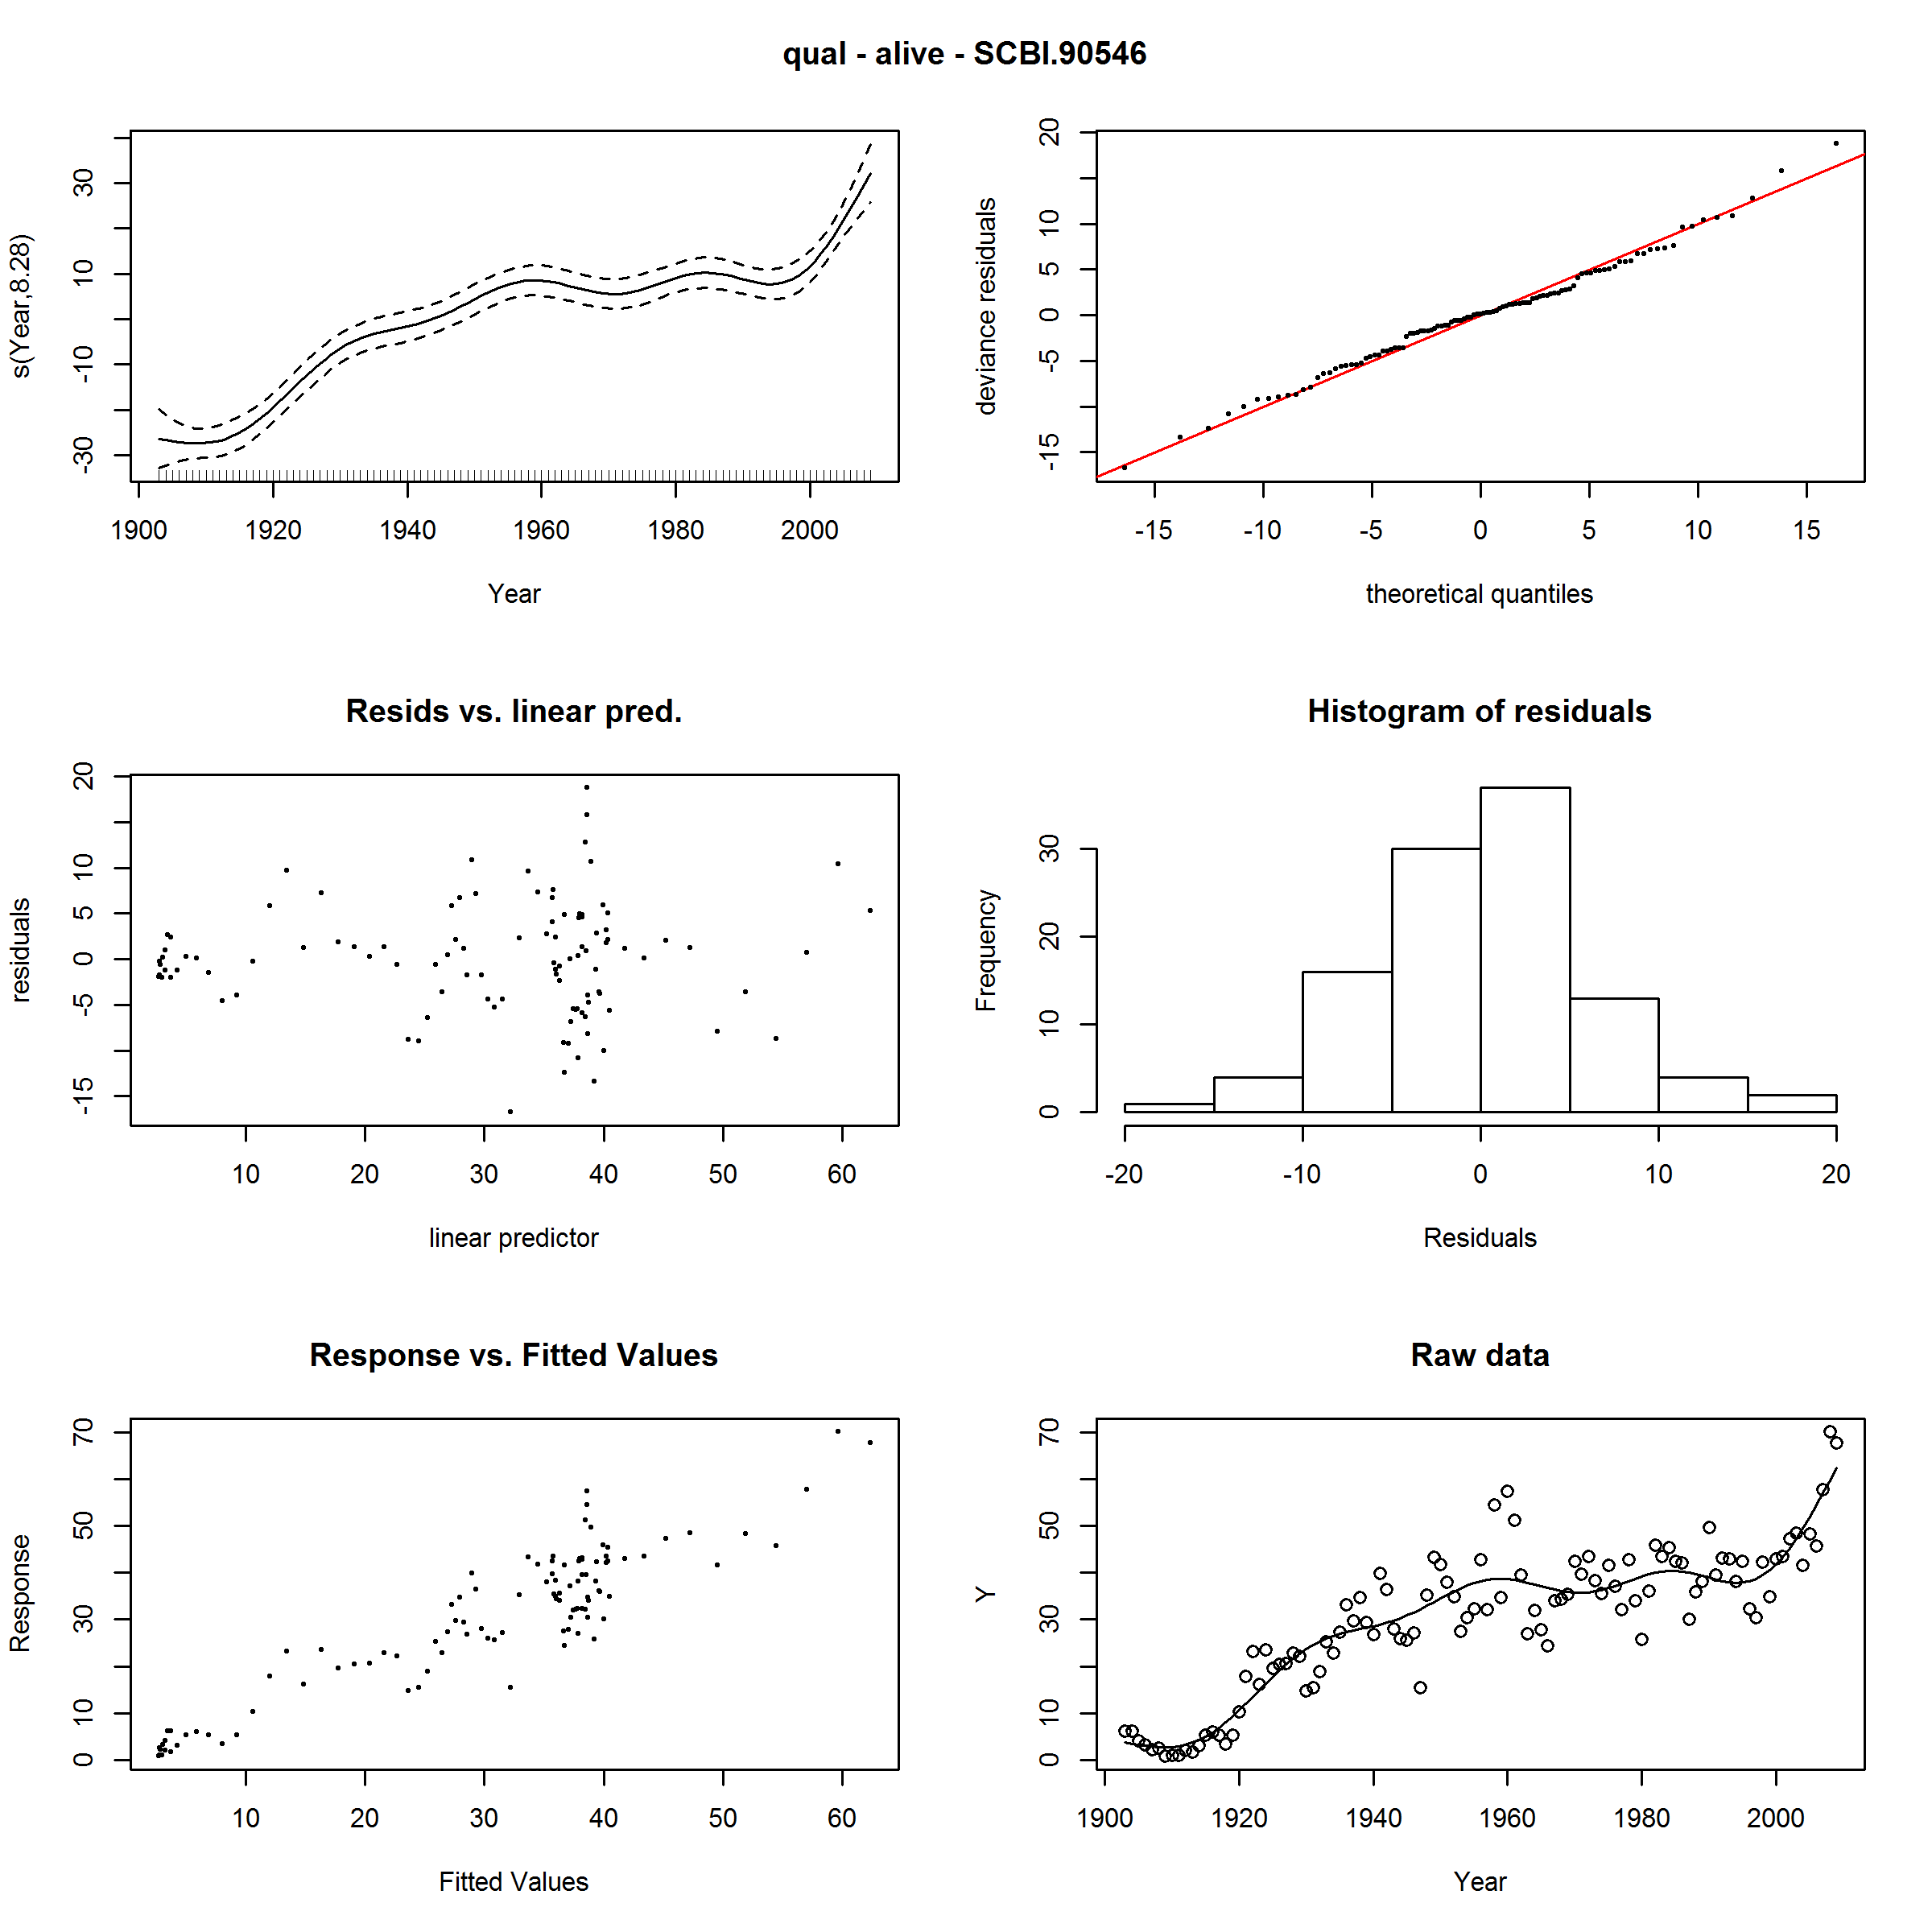 qual - alive - SCBI.90546
s(Year,8.28)
30
10
-10
-30
1900 1920 1940 1960 1980 2000
Year
deviance residuals
20
10
5
0
-5
-15
-15 -10 -5 0 5 10 15
theoretical quantiles
Resids vs. linear pred.
residuals
20
10
5
0
-5
-15
10 20 30 40 50 60
linear predictor
Histogram of residuals
Frequency
30
20
10
0
-20 -10 0 10 20
Residuals
Response vs. Fitted Values
Response
70
50
30
10
0
10 20 30 40 50 60
Fitted Values
Raw data
Y
70
50
30
10
0
1900 1920 1940 1960 1980 2000
Year